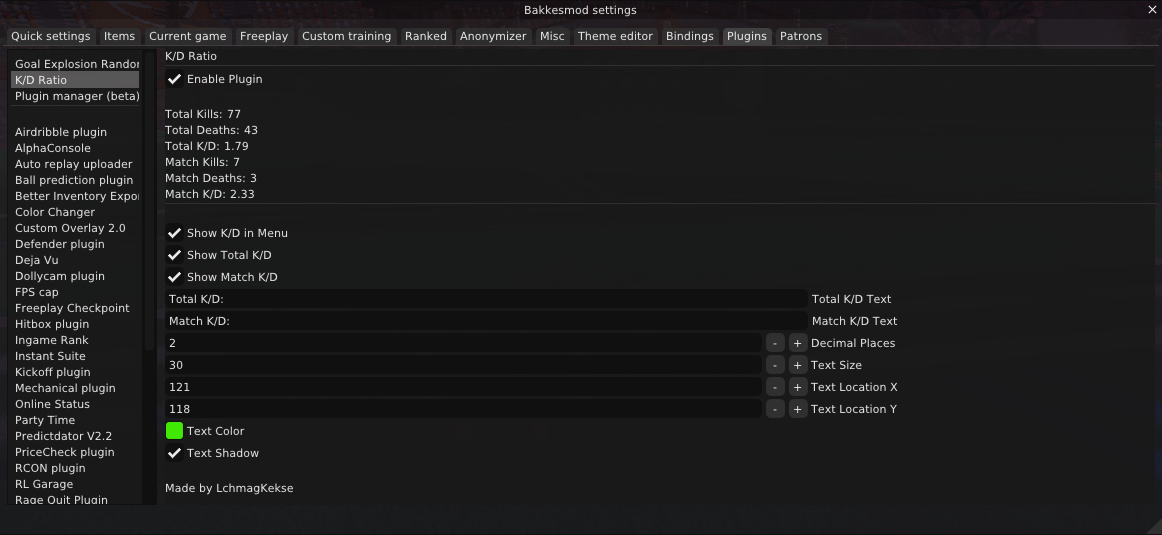 Bakkesmod settings
Quick settings Items Current game Freeplay Custom training Ranked Anonymizer Misc Theme editor Bindings Plugins Patrons
Goal Explosion Randor
K/D Ratio
Plugin manager (beta)
Airdribble plugin
AlphaConsole
Auto replay uploader
Ball prediction plugin
Better Inventory Expo
Color Changer
Custom Overlay 2.0
Defender plugin
Deja Vu
Dollycam plugin
FPS cap
Freeplay Checkpoint
Hitbox plugin
Ingame Rank
Instant Suite
Kickoff plugin
Mechanical plugin
Online Status
Party Time
Predictdator V2.2
PriceCheck plugin
RCON plugin
RL Garage
Rage Quit Plugin
K/D Ratio
Enable Plugin
Total Kills: 77
Total Deaths: 43
Total K/D: 1.79
Match Kills: 7
Match Deaths: 3
Match K/D: 2.33
Show K/D in Menu
Show Total K/D
Show Match K/D
Total K/D: Total K/D Text
Match K/D: Match K/D Text
2 - + Decimal Places
30 - + Text Size
121 - + Text Location X
118 - + Text Location Y
Text Color
Text Shadow
Made by LchmagKekse